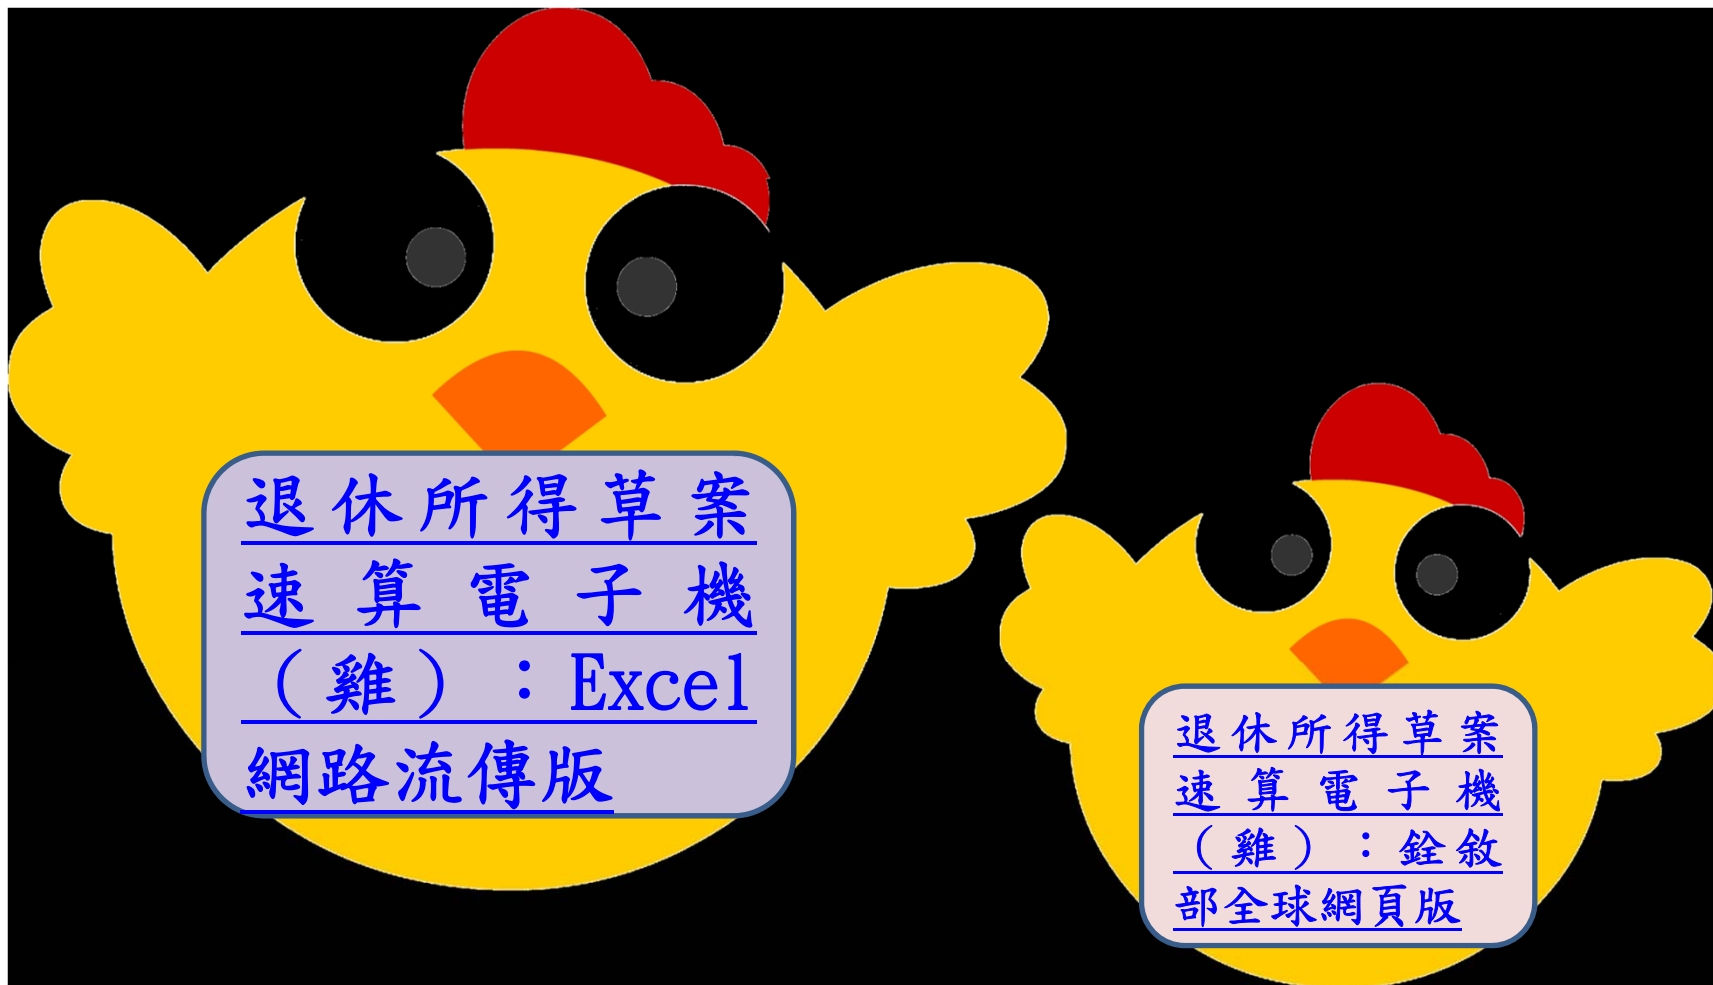 退休所得草案
速算電子機
（雞）：Excel
網路流傳版
退休所得草案
速算電子機
（雞）：銓敘
部全球網頁版